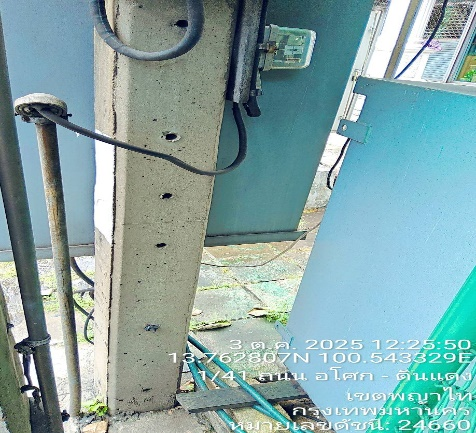 3 ต.ค. 2025 12:25:50
13.762807N 100.543329E
1/41 ถนน อโศก - ดินแดง
เขตพญาไท
กรุงเทพมหานคร
หมายเลขดัชนี: 24660